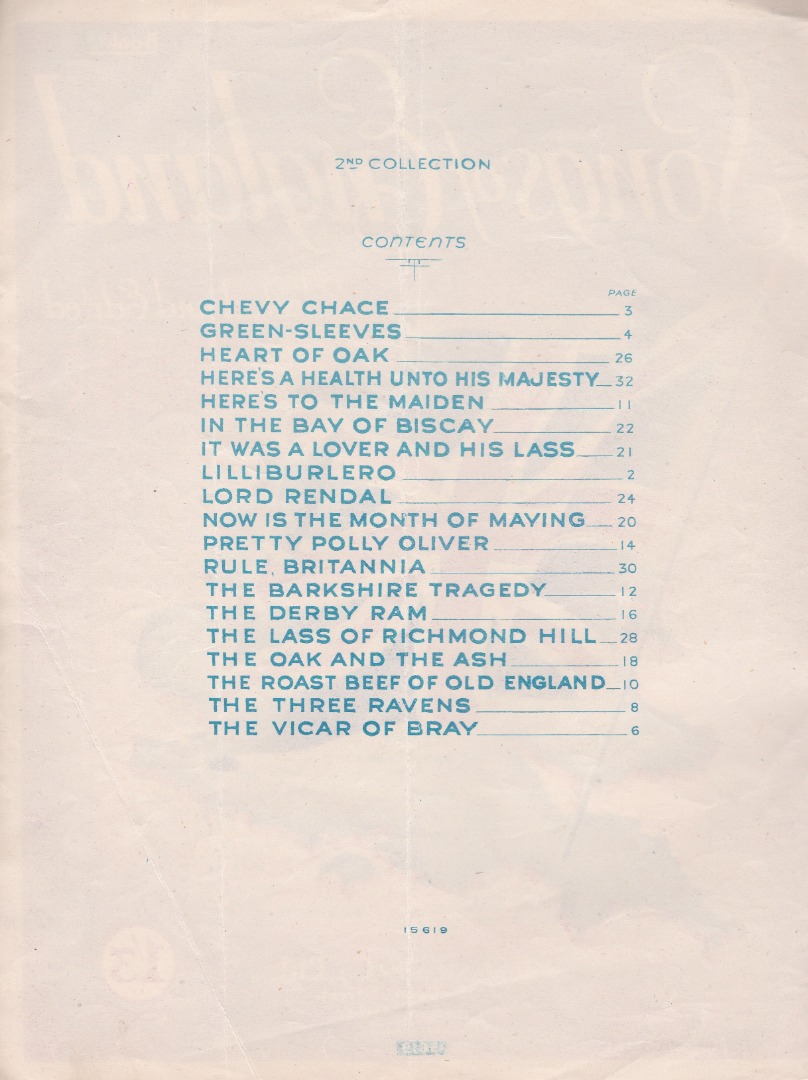 2ND COLLECTION
CONTENTS
PAGE
CHEVY CHACE 3
GREEN-SLEEVES 4
HEART OF OAK 26
HERE'S A HEALTH UNTO HIS MAJESTY 32
HERE'S TO THE MAIDEN 11
IN THE BAY OF BISCAY 22
IT WAS A LOVER AND HIS LASS 21
LILLIBURLERO 2
LORD RENDAL 24
NOW IS THE MONTH OF MAYING 20
PRETTY POLLY OLIVER 14
RULE, BRITANNIA 30
THE BARKSHIRE TRAGEDY 12
THE DERBY RAM 16
THE LASS OF RICHMOND HILL 28
THE OAK AND THE ASH 18
THE ROAST BEEF OF OLD ENGLAND 10
THE THREE RAVENS 8
THE VICAR OF BRAY 6
15619